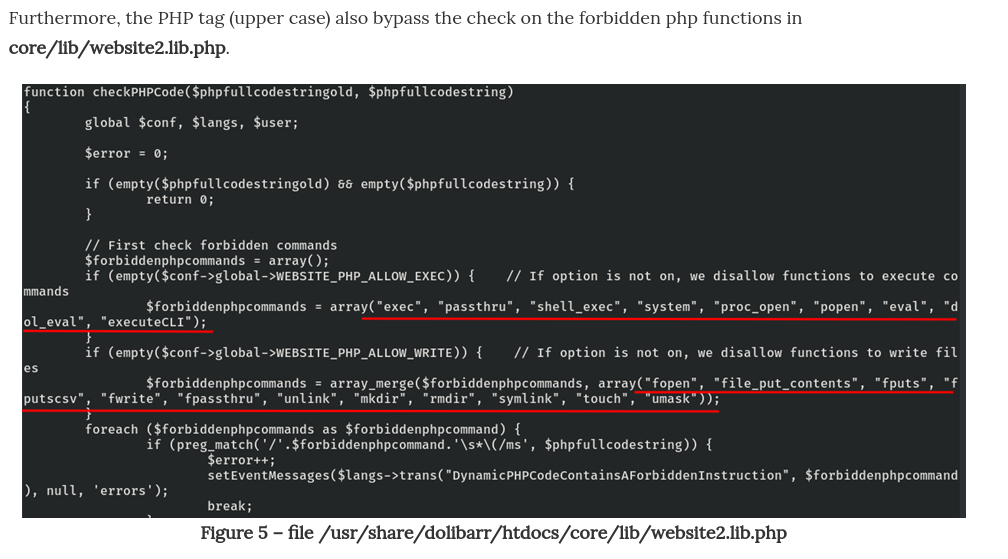 Furthermore, the PHP tag (upper case) also bypass the check on the forbidden php functions in
core/lib/website2.lib.php.
function checkPHPCode($phpfullcodestringold, $phpfullcodestring)
{
        global $conf, $langs, $user;
        $error = 0;
        if (empty($phpfullcodestringold) && empty($phpfullcodestring)) {
                return 0;
        }
        // First check forbidden commands
        $forbiddenphpcommands = array();
        if (empty($conf->global->WEBSITE_PHP_ALLOW_EXEC)) {    // If option is not on, we disallow functions to execute co
mmands
                $forbiddenphpcommands = array("exec", "passthru", "shell_exec", "system", "proc_open", "popen", "eval", "d
ol_eval", "executeCLI");
        }
        if (empty($conf->global->WEBSITE_PHP_ALLOW_WRITE)) {    // If option is not on, we disallow functions to write fil
es
                $forbiddenphpcommands = array_merge($forbiddenphpcommands, array("fopen", "file_put_contents", "fputs", "f
putscsv", "fwrite", "fpassthru", "unlink", "mkdir", "rmdir", "symlink", "touch", "umask"));
        }
        foreach ($forbiddenphpcommands as $forbiddenphpcommand) {
                if (preg_match('/'.$forbiddenphpcommand.'\s*\(/ms', $phpfullcodestring)) {
                        $error++;
                        setEventMessages($langs->trans("DynamicPHPCodeContainsAForbiddenInstruction", $forbiddenphpcommand
), null, 'errors');
                        break;
Figure 5 – file /usr/share/dolibarr/htdocs/core/lib/website2.lib.php